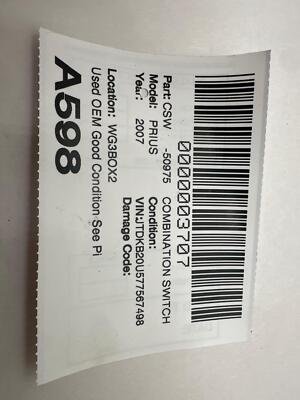 0000003707
Part: CSW -50975 COMBINATION SWITCH
Model: PRIUS Condition:
Year: 2007 VIN:JTDKB20U577567498
Damage Code:
Location: WG3BOX2
Used OEM Good Condition-See Pi
A598